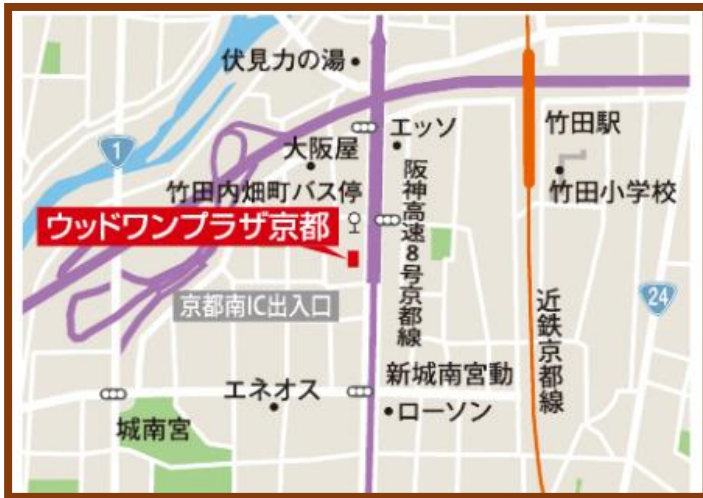 伏見力の湯
1
エッソ
竹田駅
大阪屋
竹田小学校
竹田内畑町バス停
阪神高速8号京都線
ウッドワンプラザ京都
京都南IC出入口
近鉄京都線
24
新城南宮動
エネオス
ローソン
城南宮